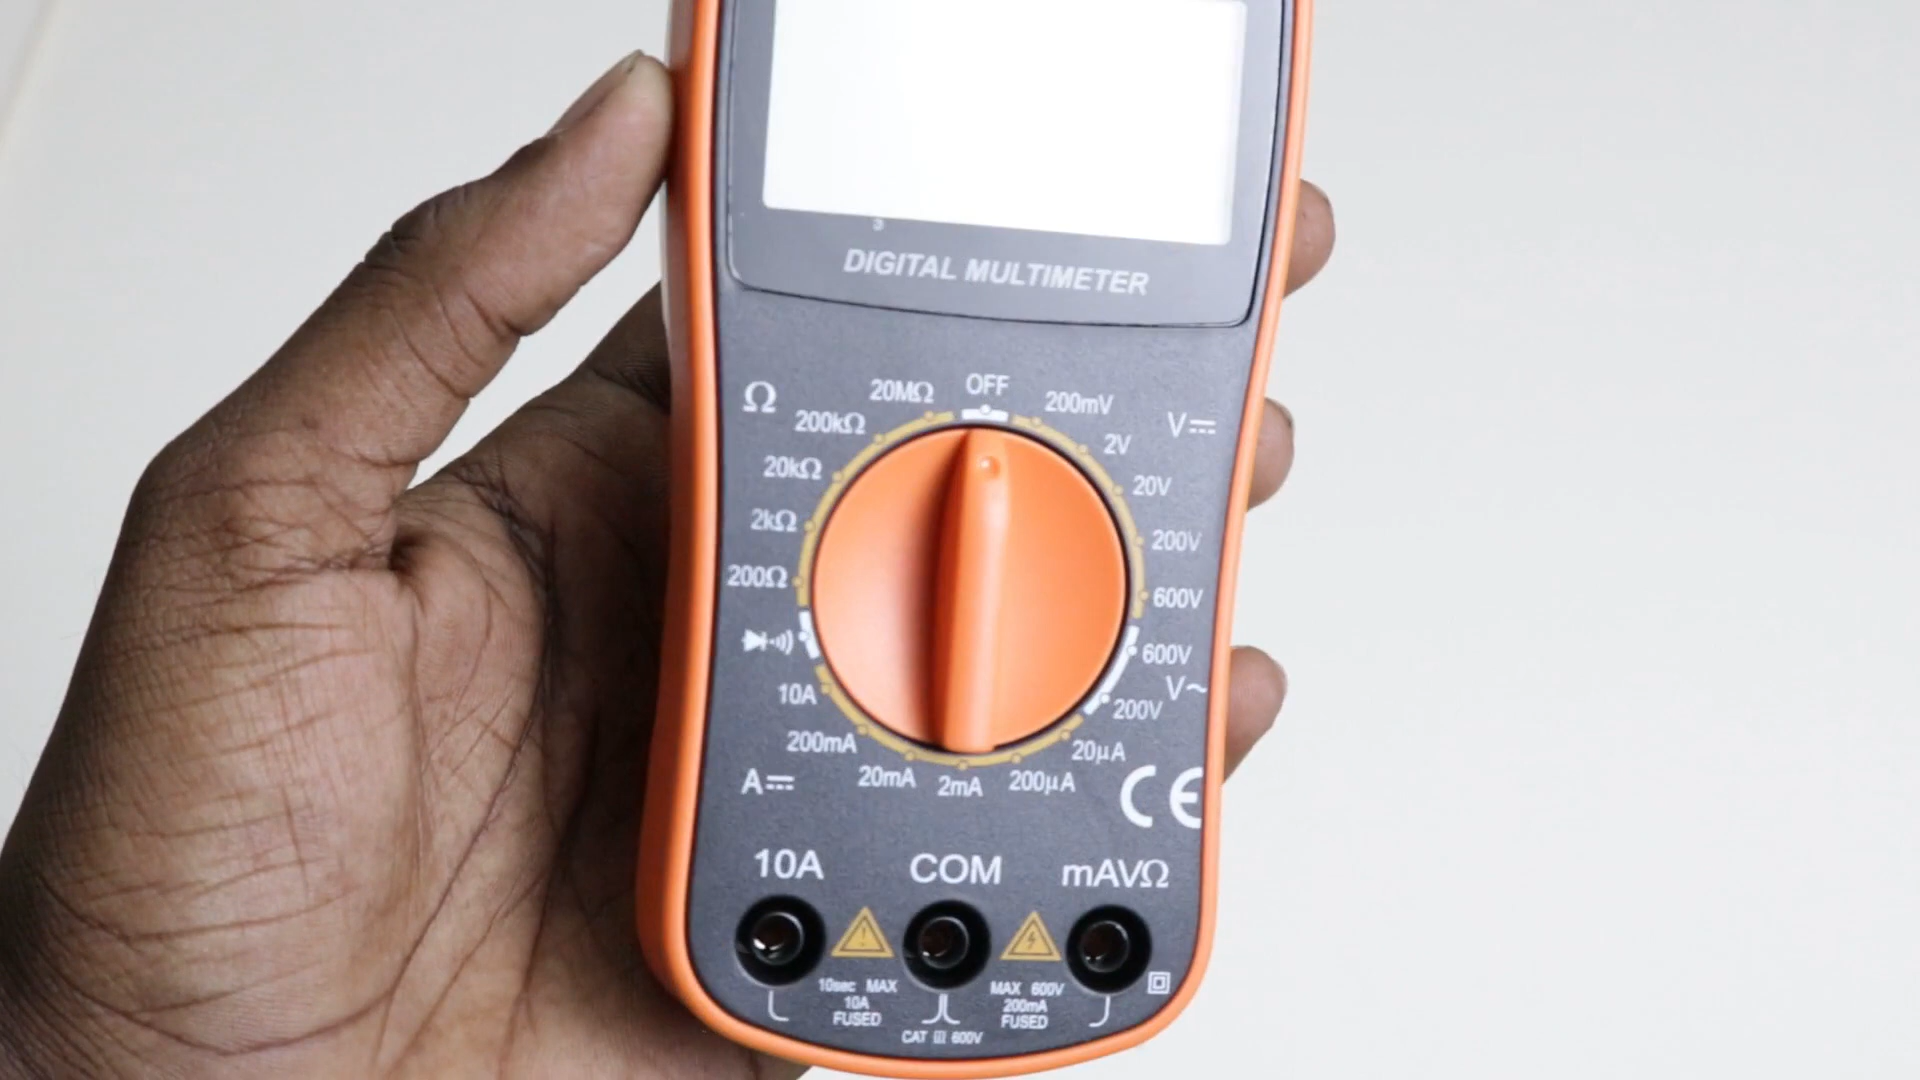 DIGITAL MULTIMETER
OFF
20MΩ
200mV
Ω
V⎓
200kΩ
2V
20kΩ
20V
2kΩ
200V
200Ω
600V
600V
V~
10A
200V
200mA
20µA
A⎓
20mA
2mA
200µA
CE
10A
COM
mAVΩ
10sec MAX
10A
FUSED
MAX 600V
200mA
FUSED
CAT III 600V